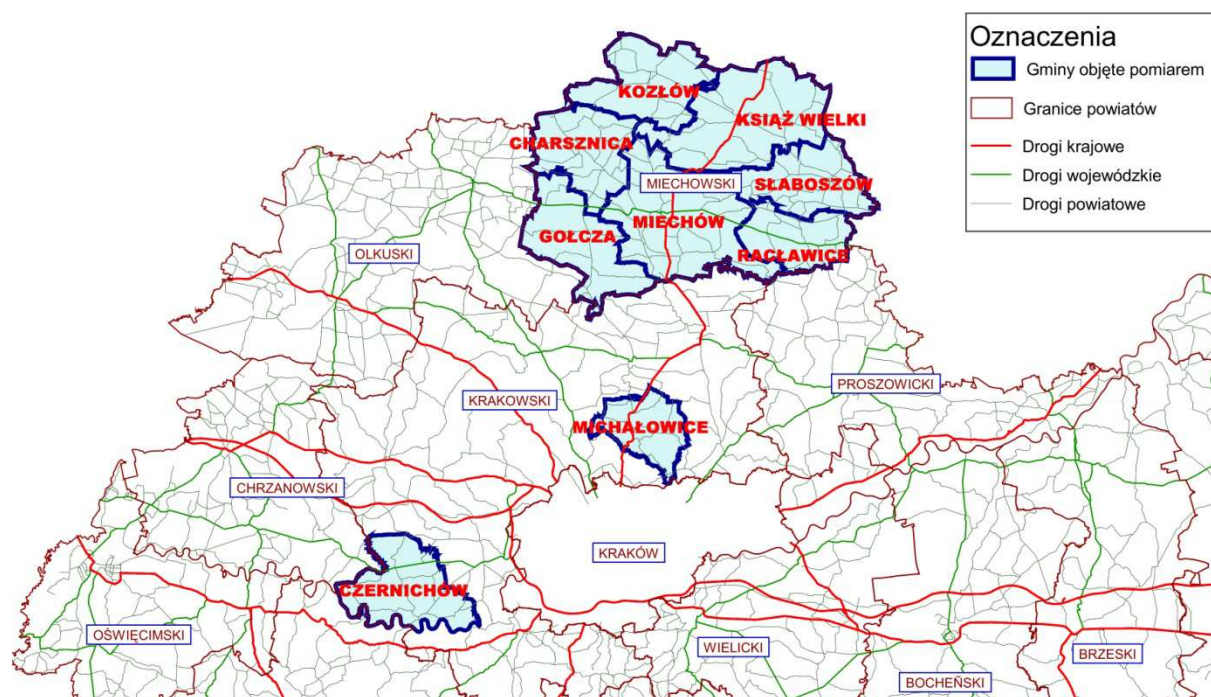 Oznaczenia
Gminy objęte pomiarem
Granice powiatów
Drogi krajowe
Drogi wojewódzkie
Drogi powiatowe
KOZŁÓW
KSIĄŻ WIELKI
CHARSZNICA
MIECHOWSKI
SŁABOSZÓW
MIECHÓW
GOŁCZA
RACŁAWICE
OLKUSKI
PROSZOWICKI
KRAKOWSKI
MICHAŁOWICE
CHRZANOWSKI
KRAKÓW
CZERNICHÓW
OŚWIĘCIMSKI
WIELICKI
BRZESKI
BOCHEŃSKI